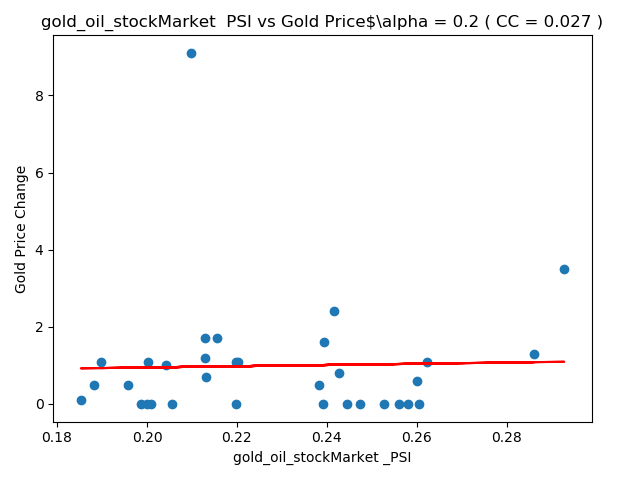 gold_oil_stockMarket  PSI vs Gold Price$\alpha = 0.2 ( CC = 0.027 )
Gold Price Change
8
6
4
2
0
0.18 0.20 0.22 0.24 0.26 0.28
gold_oil_stockMarket _PSI